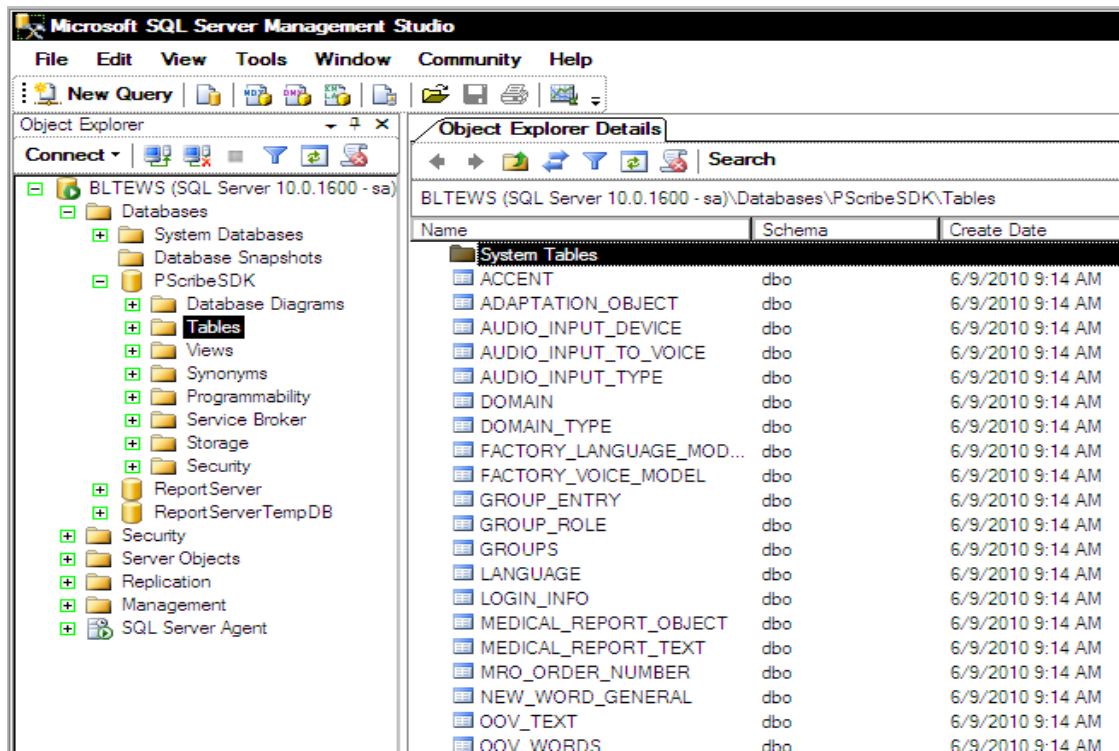 Microsoft SQL Server Management Studio
File Edit View Tools Window Community Help
New Query
Object Explorer
Connect
BLTEWS (SQL Server 10.0.1600 - sa)
Databases
System Databases
Database Snapshots
PScribeSDK
Database Diagrams
Tables
Views
Synonyms
Programmability
Service Broker
Storage
Security
ReportServer
ReportServerTempDB
Security
Server Objects
Replication
Management
SQL Server Agent
Object Explorer Details
Search
BLTEWS (SQL Server 10.0.1600 - sa)\Databases\PScribeSDK\Tables
Name Schema Create Date
System Tables
ACCENT dbo 6/9/2010 9:14 AM
ADAPTATION_OBJECT dbo 6/9/2010 9:14 AM
AUDIO_INPUT_DEVICE dbo 6/9/2010 9:14 AM
AUDIO_INPUT_TO_VOICE dbo 6/9/2010 9:14 AM
AUDIO_INPUT_TYPE dbo 6/9/2010 9:14 AM
DOMAIN dbo 6/9/2010 9:14 AM
DOMAIN_TYPE dbo 6/9/2010 9:14 AM
FACTORY_LANGUAGE_MOD... dbo 6/9/2010 9:14 AM
FACTORY_VOICE_MODEL dbo 6/9/2010 9:14 AM
GROUP_ENTRY dbo 6/9/2010 9:14 AM
GROUP_ROLE dbo 6/9/2010 9:14 AM
GROUPS dbo 6/9/2010 9:14 AM
LANGUAGE dbo 6/9/2010 9:14 AM
LOGIN_INFO dbo 6/9/2010 9:14 AM
MEDICAL_REPORT_OBJECT dbo 6/9/2010 9:14 AM
MEDICAL_REPORT_TEXT dbo 6/9/2010 9:14 AM
MRO_ORDER_NUMBER dbo 6/9/2010 9:14 AM
NEW_WORD_GENERAL dbo 6/9/2010 9:14 AM
OOV_TEXT dbo 6/9/2010 9:14 AM
OOV_WORDS dbo 6/9/2010 9:14 AM